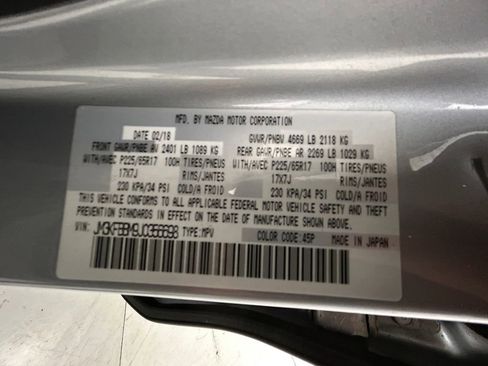 MFD. BY MAZDA MOTOR CORPORATION
DATE 02/18 GVWR/PNBV 4669 LB 2118 KG
FRONT GAWR/PNBE AV 2401 LB 1089 KG REAR GAWR/PNBE AR 2269 LB 1029 KG
WITH/AVEC P225/65R17 100H TIRES/PNEUS WITH/AVEC P225/65R17 100H TIRES/PNEUS
17X7J RIMS/JANTES 17X7J RIMS/JANTES
230 KPA/34 PSI COLD/A FROID 230 KPA/34 PSI COLD/A FROID
THIS VEHICLE CONFORMS TO ALL APPLICABLE FEDERAL MOTOR VEHICLE SAFETY AND THEFT
PREVENTION STANDARDS IN EFFECT ON THE DATE OF MANUFACTURE SHOWN ABOVE.
VIN: TYPE:MPV COLOR CODE:45P MADE IN JAPAN